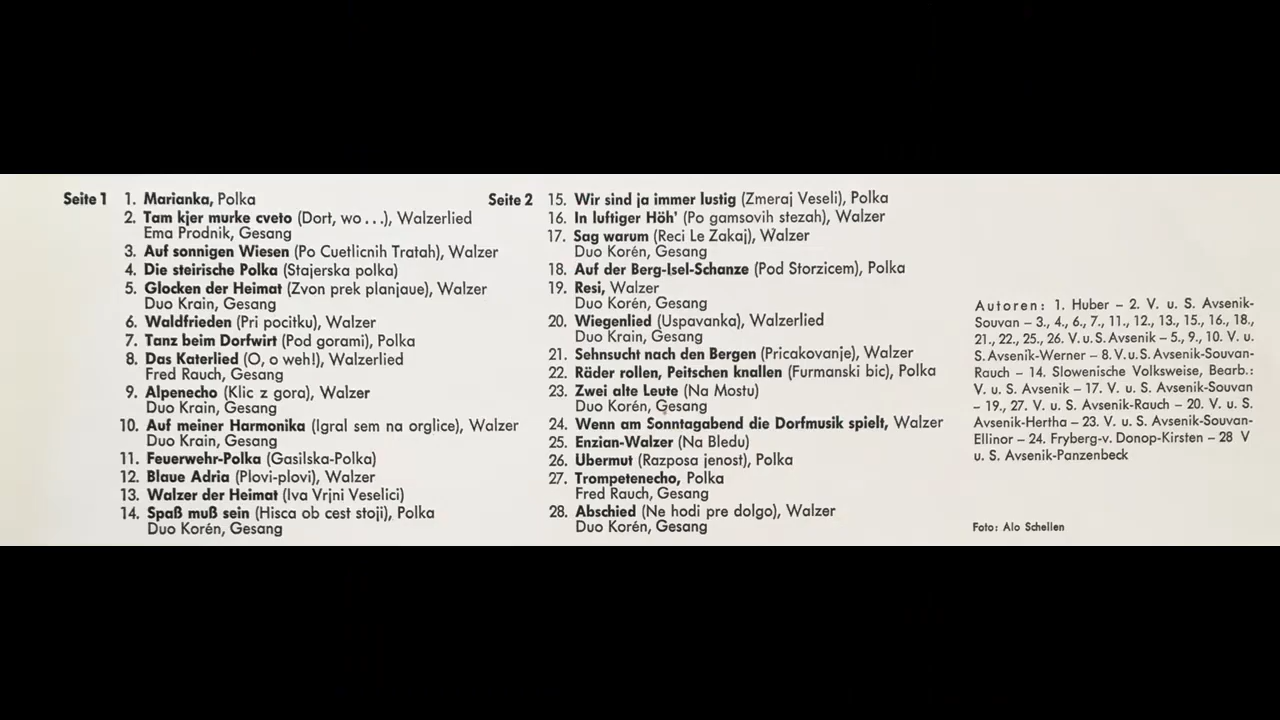 Seite 1 1. Marianka, Polka
2. Tam kjer murke cveto (Dort, wo . . .), Walzerlied
Ema Prodnik, Gesang
3. Auf sonnigen Wiesen (Po Cuetlicnih Tratah), Walzer
4. Die steirische Polka (Stajerska polka)
5. Glocken der Heimat (Zvon prek planjaue), Walzer
Duo Krain, Gesang
6. Waldfrieden (Pri pocitku), Walzer
7. Tanz beim Dorfwirt (Pod gorami), Polka
8. Das Katerlied (O, o weh!), Walzerlied
Fred Rauch, Gesang
9. Alpenecho (Klic z gora), Walzer
Duo Krain, Gesang
10. Auf meiner Harmonika (Igral sem na orglice), Walzer
Duo Krain, Gesang
11. Feuerwehr-Polka (Gasilska-Polka)
12. Blaue Adria (Plovi-plovi), Walzer
13. Walzer der Heimat (Iva Vrjni Veselici)
14. Spaß muß sein (Hisca ob cest stoji), Polka
Duo Korén, Gesang
Seite 2 15. Wir sind ja immer lustig (Zmeraj Veseli), Polka
16. In luftiger Höh' (Po gamsovih stezah), Walzer
17. Sag warum (Reci Le Zakaj), Walzer
Duo Korén, Gesang
18. Auf der Berg-Isel-Schanze (Pod Storzicem), Polka
19. Resi, Walzer
Duo Korén, Gesang
20. Wiegenlied (Uspavanka), Walzerlied
Duo Krain, Gesang
21. Sehnsucht nach den Bergen (Pricakovanje), Walzer
22. Räder rollen, Peitschen knallen (Furmanski bic), Polka
23. Zwei alte Leute (Na Mostu)
Duo Korén, Gesang
24. Wenn am Sonntagabend die Dorfmusik spielt, Walzer
25. Enzian-Walzer (Na Bledu)
26. Ubermut (Razposa jenost), Polka
27. Trompetenecho, Polka
Fred Rauch, Gesang
28. Abschied (Ne hodi pre dolgo), Walzer
Duo Korén, Gesang
Autoren: 1. Huber – 2. V. u. S. Avsenik-
Souvan – 3., 4., 6., 7., 11., 12., 13., 15., 16., 18.,
21., 22., 25., 26. V. u. S. Avsenik – 5., 9., 10. V. u.
S. Avsenik-Werner – 8. V. u. S. Avsenik-Souvan-
Rauch – 14. Slowenische Volksweise, Bearb.:
V. u. S. Avsenik – 17. V. u. S. Avsenik-Souvan
– 19., 27. V. u. S. Avsenik-Rauch – 20. V. u. S.
Avsenik-Hertha – 23. V. u. S. Avsenik-Souvan-
Ellinor – 24. Fryberg-v. Donop-Kirsten – 28 V
u. S. Avsenik-Panzenbeck
Foto: Alo Schellen